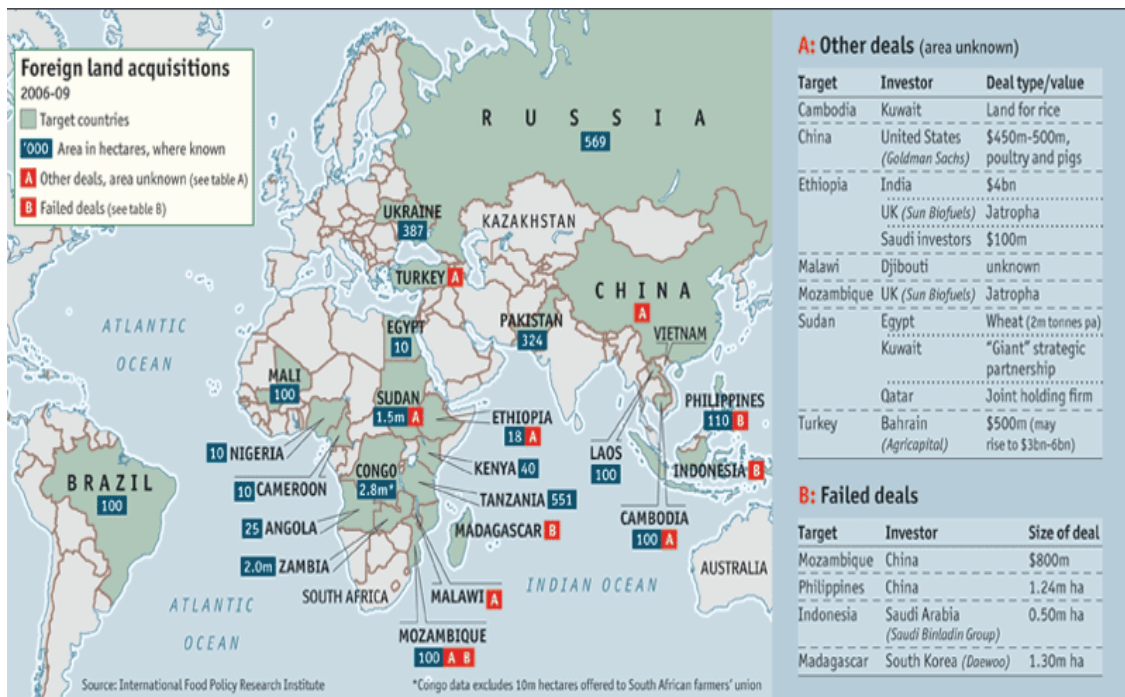 Foreign land acquisitions
2006-09
Target countries
'000 Area in hectares, where known
A Other deals, area unknown (see table A)
B Failed deals (see table B)
RUSSIA
569
UKRAINE
387
KAZAKHSTAN
TURKEY A
CHINA
A
ATLANTIC
OCEAN
EGYPT
10
PAKISTAN
324
VIETNAM
MALI
100
SUDAN
1.5m A
ETHIOPIA
18 A
PHILIPPINES
110 B
10 NIGERIA
LAOS
100
BRAZIL
100
CONGO
2.8m*
KENYA 40
INDONESIA B
10 CAMEROON
TANZANIA 551
25 ANGOLA
MADAGASCAR B
CAMBODIA
100 A
2.0m ZAMBIA
AUSTRALIA
INDIAN OCEAN
SOUTH AFRICA
MALAWI A
ATLANTIC
OCEAN
MOZAMBIQUE
100 A B
Source: International Food Policy Research Institute
*Congo data excludes 10m hectares offered to South African farmers' union
A: Other deals (area unknown)
Target Investor Deal type/value
Cambodia Kuwait Land for rice
China United States $450m-500m,
(Goldman Sachs) poultry and pigs
Ethiopia India $4bn
UK (Sun Biofuels) Jatropha
Saudi investors $100m
Malawi Djibouti unknown
Mozambique UK (Sun Biofuels) Jatropha
Sudan Egypt Wheat (2m tonnes pa)
Kuwait "Giant" strategic
partnership
Qatar Joint holding firm
Turkey Bahrain $500m (may
(Agricapital) rise to $3bn-6bn)
B: Failed deals
Target Investor Size of deal
Mozambique China $800m
Philippines China 1.24m ha
Indonesia Saudi Arabia 0.50m ha
(Saudi Binladin Group)
Madagascar South Korea (Daewoo) 1.30m ha